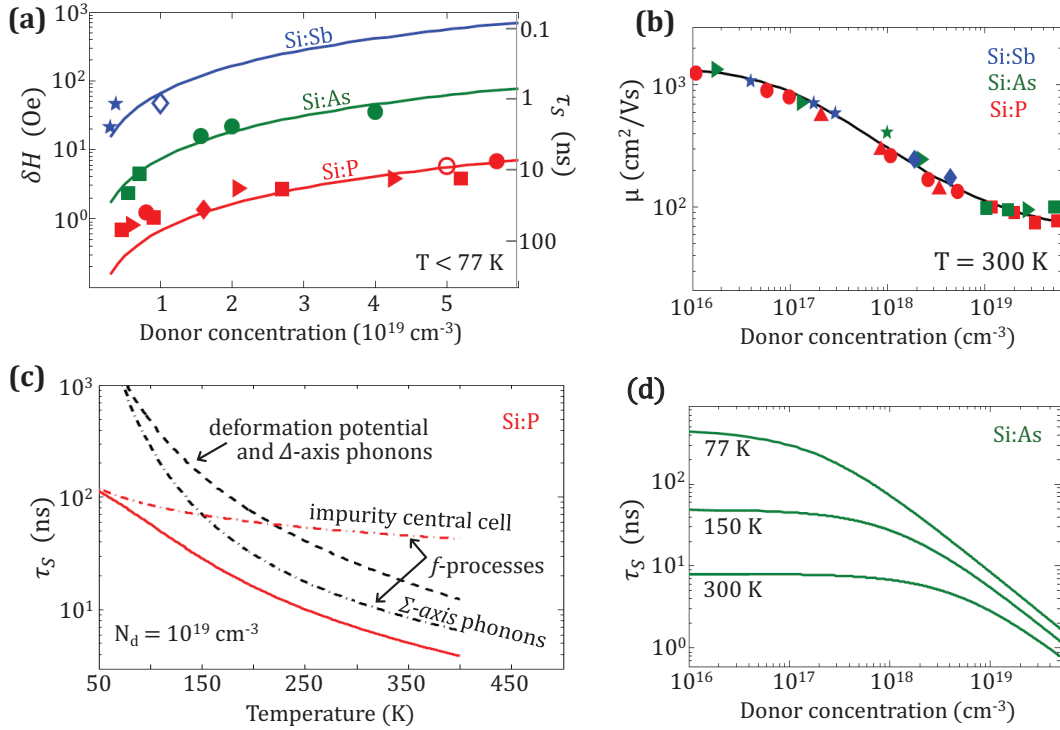 (a)
10³
10²
10¹
10⁰
δH (Oe)
Si:Sb
Si:As
Si:P
T < 77 K
0.1
1
10
100
τS (ns)
1 2 3 4 5
Donor concentration (10¹⁹ cm⁻³)
(b)
10³
10²
μ (cm²/Vs)
Si:Sb
Si:As
Si:P
T = 300 K
10¹⁶ 10¹⁷ 10¹⁸ 10¹⁹
Donor concentration (cm⁻³)
(c)
10³
10²
10¹
τS (ns)
Si:P
deformation potential
and Δ-axis phonons
impurity central cell
f-processes
Σ-axis phonons
Nd = 10¹⁹ cm⁻³
50 150 250 350 450
Temperature (K)
(d)
10²
10¹
10⁰
τS (ns)
Si:As
77 K
150 K
300 K
10¹⁶ 10¹⁷ 10¹⁸ 10¹⁹
Donor concentration (cm⁻³)